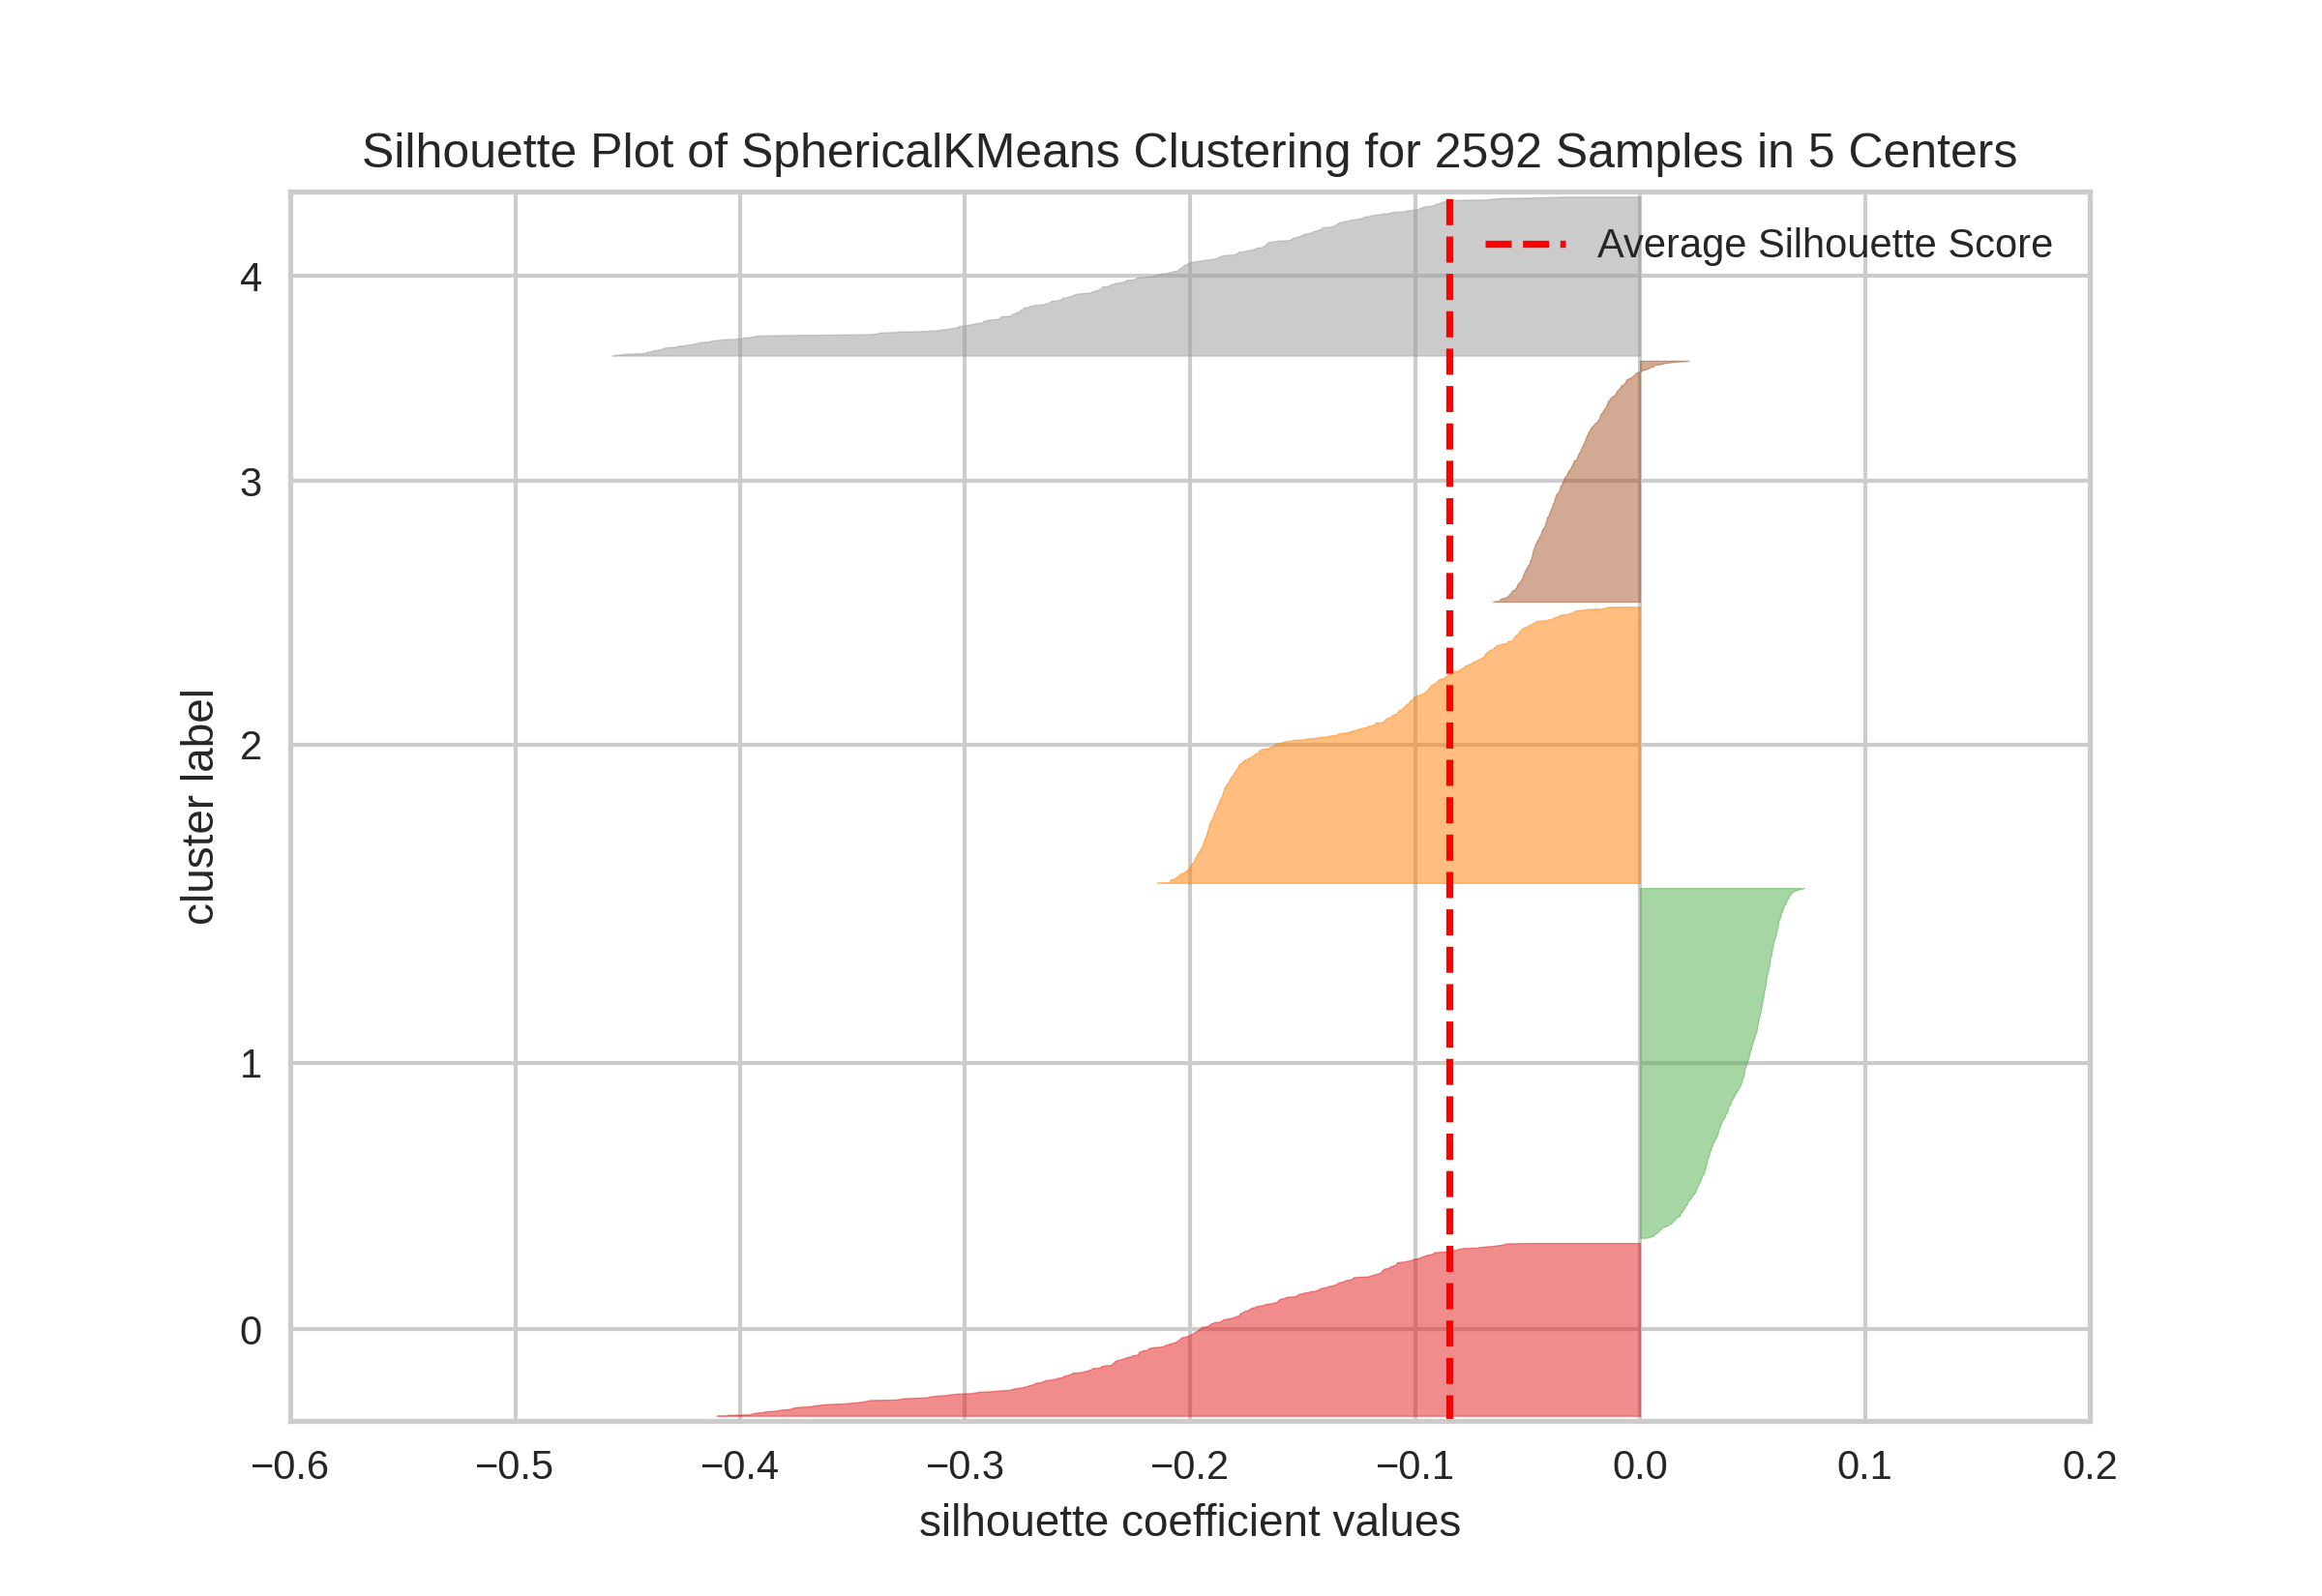 Silhouette Plot of SphericalKMeans Clustering for 2592 Samples in 5 Centers
Average Silhouette Score
4
3
2
1
0
cluster label
−0.6 −0.5 −0.4 −0.3 −0.2 −0.1 0.0 0.1 0.2
silhouette coefficient values